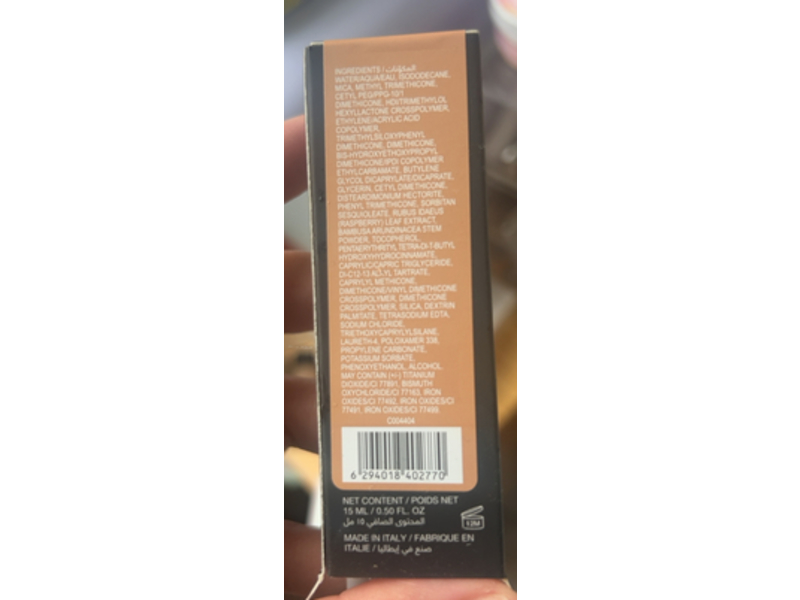 INGREDIENTS / المكونات
WATER/AQUA/EAU, ISODODECANE,
MICA, METHYL TRIMETHICONE,
CETYL PEG/PPG-10/1
DIMETHICONE, HDI/TRIMETHYLOL
HEXYLLACTONE CROSSPOLYMER,
ETHYLENE/ACRYLIC ACID
COPOLYMER,
TRIMETHYLSILOXYPHENYL
DIMETHICONE, DIMETHICONE,
BIS-HYDROXYETHOXYPROPYL
DIMETHICONE/IPDI COPOLYMER
ETHYLCARBAMATE, BUTYLENE
GLYCOL DICAPRYLATE/DICAPRATE,
GLYCERIN, CETYL DIMETHICONE,
DISTEARDIMONIUM HECTORITE,
PHENYL TRIMETHICONE, SORBITAN
SESQUIOLEATE, RUBUS IDAEUS
(RASPBERRY) LEAF EXTRACT,
BAMBUSA ARUNDINACEA STEM
POWDER, TOCOPHEROL,
PENTAERYTHRITYL TETRA-DI-T-BUTYL
HYDROXYHYDROCINNAMATE,
CAPRYLIC/CAPRIC TRIGLYCERIDE,
DI-C12-13 ALKYL TARTRATE,
CAPRYLYL METHICONE,
DIMETHICONE/VINYL DIMETHICONE
CROSSPOLYMER, DIMETHICONE
CROSSPOLYMER, SILICA, DEXTRIN
PALMITATE, TETRASODIUM EDTA,
SODIUM CHLORIDE,
TRIETHOXYCAPRYLYLSILANE,
LAURETH-4, POLOXAMER 338,
PROPYLENE CARBONATE,
POTASSIUM SORBATE,
PHENOXYETHANOL, ALCOHOL.
MAY CONTAIN (+/-) TITANIUM
DIOXIDE/CI 77891, BISMUTH
OXYCHLORIDE/CI 77163, IRON
OXIDES/CI 77492, IRON OXIDES/CI
77491, IRON OXIDES/CI 77499.
C004404
6 294018 402770
NET CONTENT / POIDS NET
15 ML / 0.50 FL. OZ
المحتوى الصافي ١٥ مل
12M
MADE IN ITALY / FABRIQUE EN
ITALIE / صنع في إيطاليا